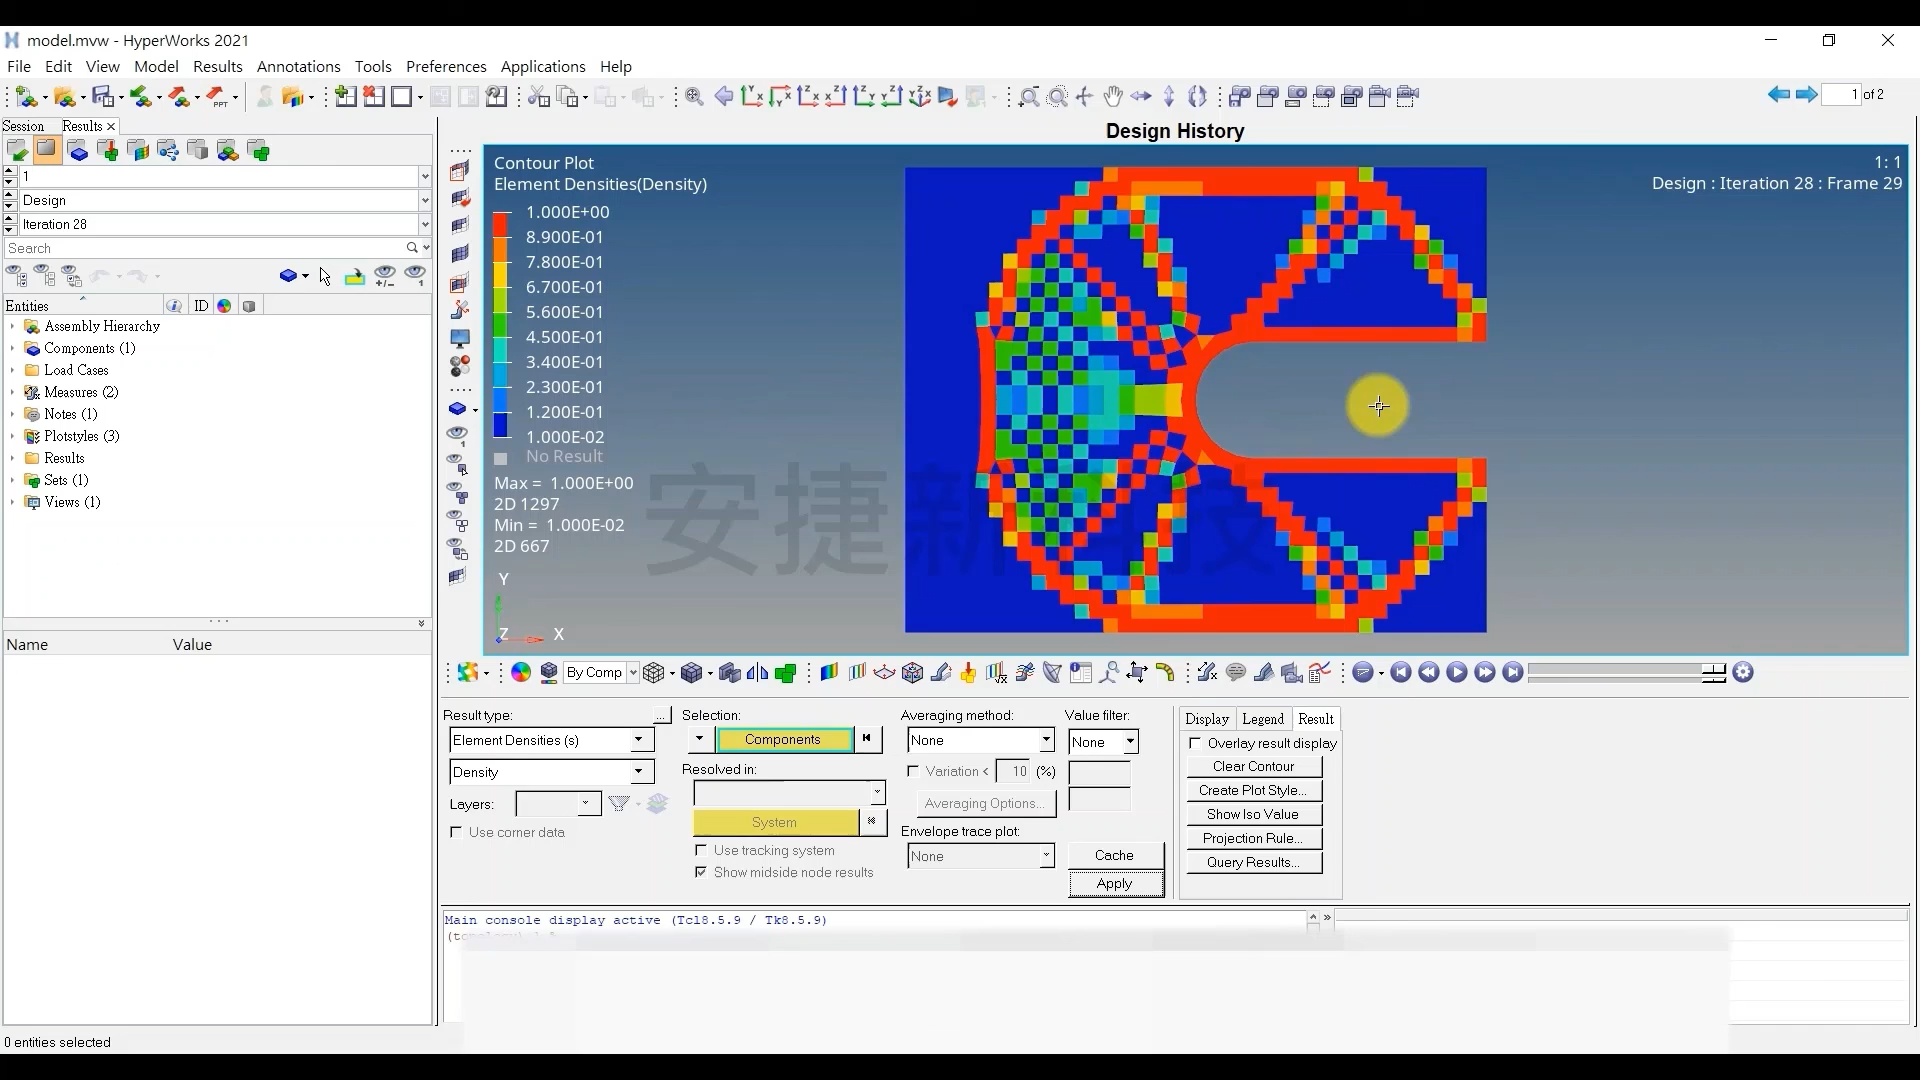 model.mvw - HyperWorks 2021
File Edit View Model Results Annotations Tools Preferences Applications Help
PPT
1 of 2
Session Results
1
Design
Iteration 28
Search
Entities ID
Assembly Hierarchy
Components (1)
Load Cases
Measures (2)
Notes (1)
Plotstyles (3)
Results
Sets (1)
Views (1)
Name Value
0 entities selected
Design History
Contour Plot
Element Densities(Density)
1.000E+00
8.900E-01
7.800E-01
6.700E-01
5.600E-01
4.500E-01
3.400E-01
2.300E-01
1.200E-01
1.000E-02
No Result
Max = 1.000E+00
2D 1297
Min = 1.000E-02
2D 667
Y
Z X
1: 1
Design : Iteration 28 : Frame 29
安捷新科技
By Comp
Result type: ...
Element Densities (s)
Density
Layers:
Use corner data
Selection:
Components
Resolved in:
System
Use tracking system
Show midside node results
Averaging method:
None
Variation < 10 (%)
Averaging Options...
Envelope trace plot:
None
Value filter:
None
Cache
Apply
Display Legend Result
Overlay result display
Clear Contour
Create Plot Style...
Show Iso Value
Projection Rule...
Query Results...
Main console display active (Tcl8.5.9 / Tk8.5.9)